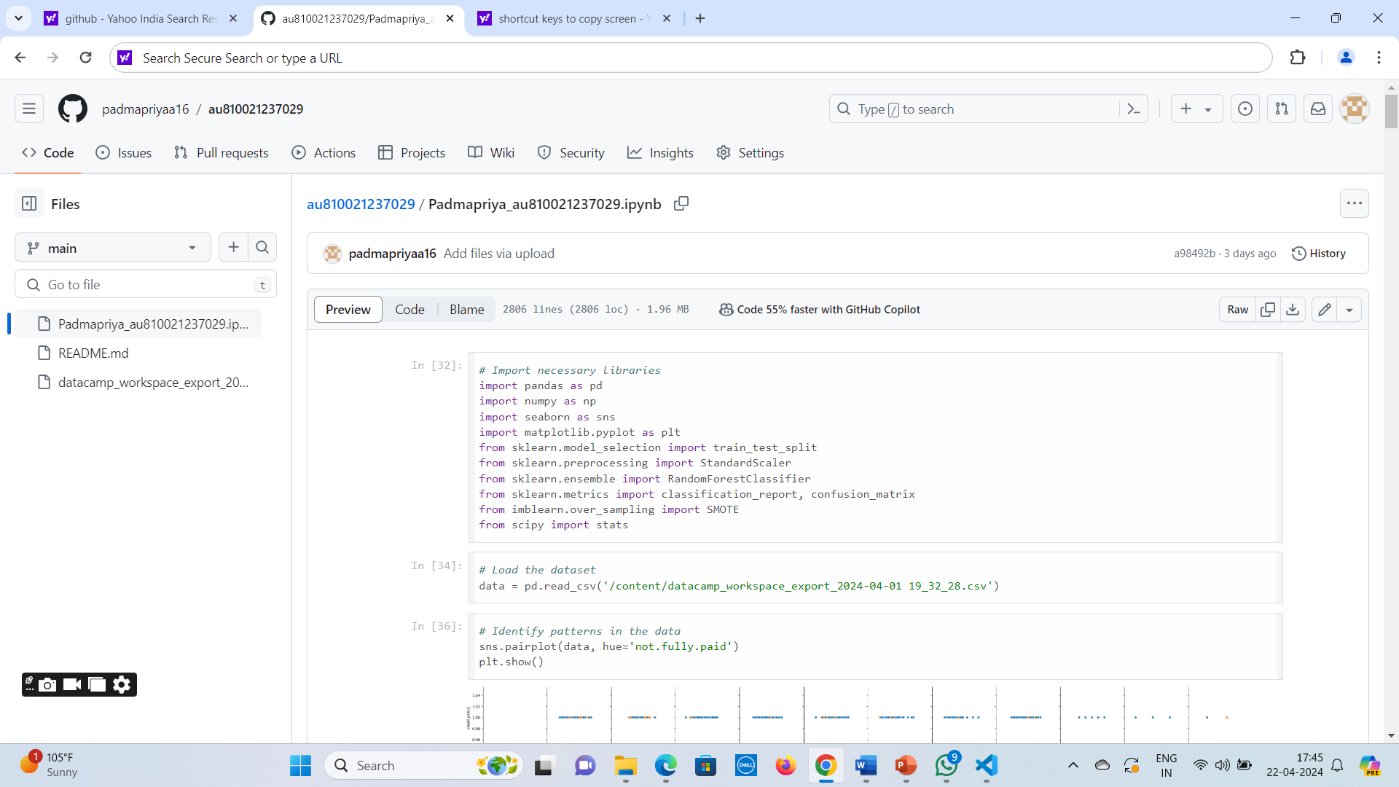 github - Yahoo India Search Res
au810021237029/Padmapriya_a
shortcut keys to copy screen - Y
Search Secure Search or type a URL
padmapriyaa16 / au810021237029
Type / to search
Code
Issues
Pull requests
Actions
Projects
Wiki
Security
Insights
Settings
Files
main
Go to file
t
Padmapriya_au810021237029.ip...
README.md
datacamp_workspace_export_20...
au810021237029 / Padmapriya_au810021237029.ipynb
padmapriyaa16 Add files via upload
a98492b · 3 days ago
History
Preview
Code
Blame
2806 lines (2806 loc) · 1.96 MB
Code 55% faster with GitHub Copilot
Raw
In [32]:
# Import necessary libraries
import pandas as pd
import numpy as np
import seaborn as sns
import matplotlib.pyplot as plt
from sklearn.model_selection import train_test_split
from sklearn.preprocessing import StandardScaler
from sklearn.ensemble import RandomForestClassifier
from sklearn.metrics import classification_report, confusion_matrix
from imblearn.over_sampling import SMOTE
from scipy import stats
In [34]:
# Load the dataset
data = pd.read_csv('/content/datacamp_workspace_export_2024-04-01 19_32_28.csv')
In [36]:
# Identify patterns in the data
sns.pairplot(data, hue='not.fully.paid')
plt.show()
1
105°F
Sunny
Search
DELL
9
ENG
IN
17:45
22-04-2024
PRE